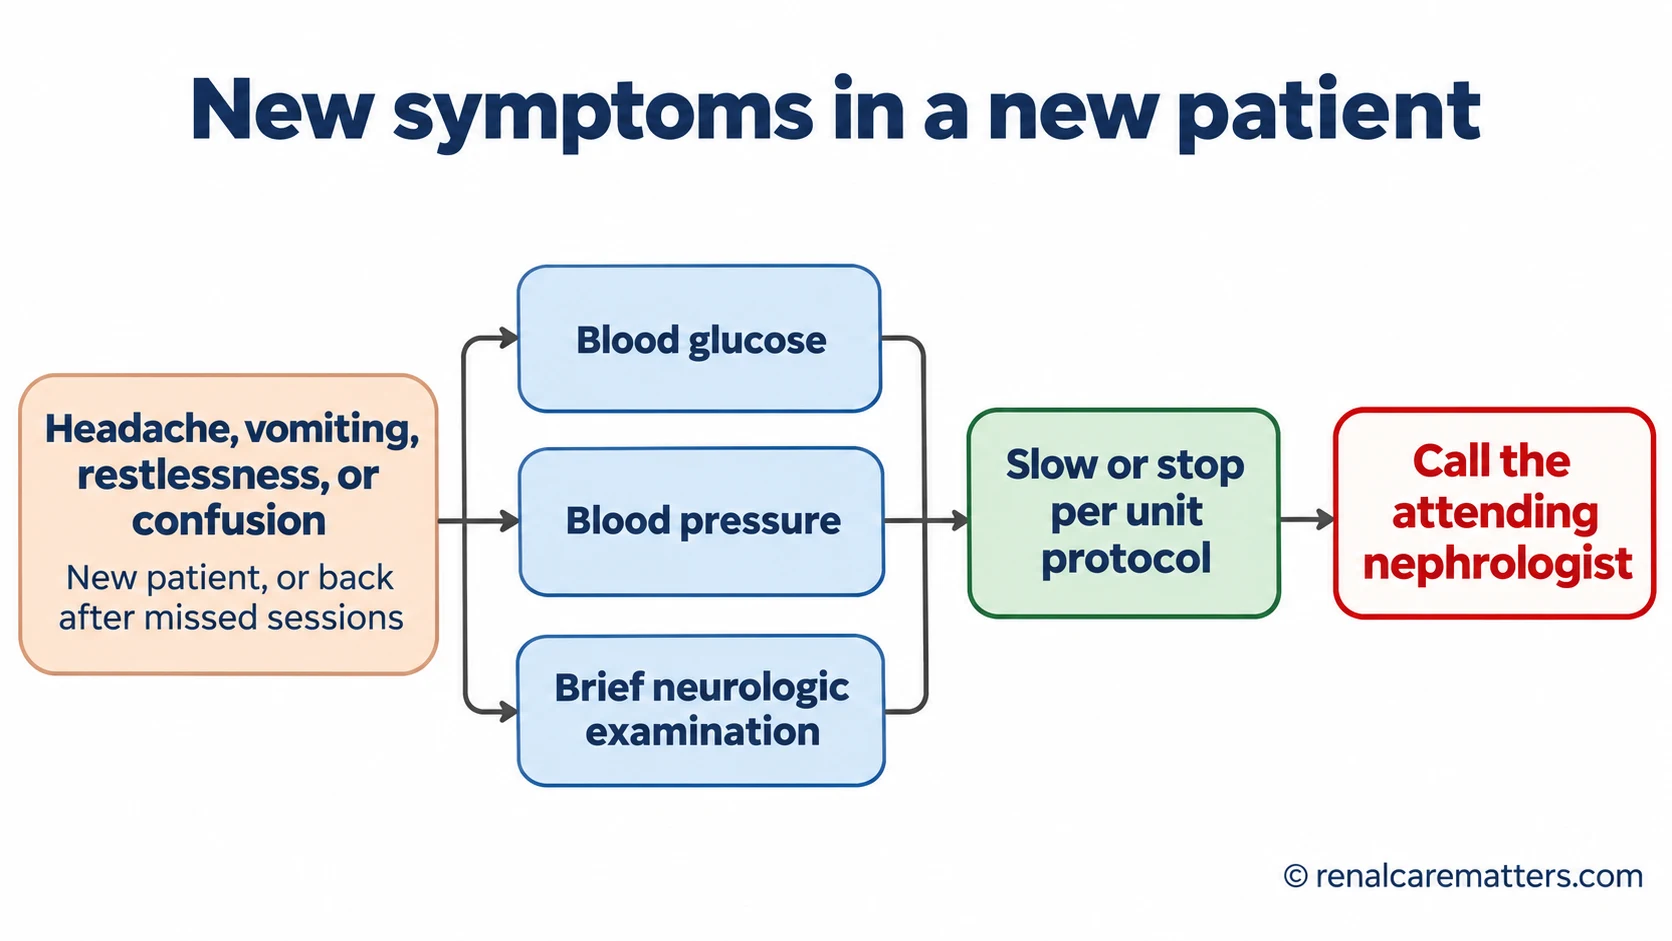 New symptoms in a new patient
Headache, vomiting,
restlessness, or
confusion
New patient, or back
after missed sessions
Blood glucose
Blood pressure
Brief neurologic
examination
Slow or stop
per unit
protocol
Call the
attending
nephrologist
© renalcarematters.com